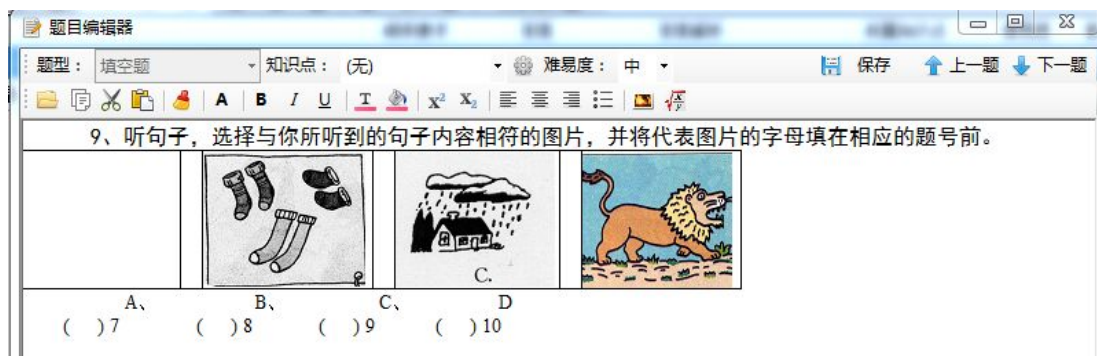 题目编辑器
题型： 填空题 知识点： (无) 难易度： 中 保存 上一题 下一题
A B I U T X² X₂
9、听句子，选择与你所听到的句子内容相符的图片，并将代表图片的字母填在相应的题号前。
C.
A、 B、 C、 D
( )7 ( )8 ( )9 ( )10